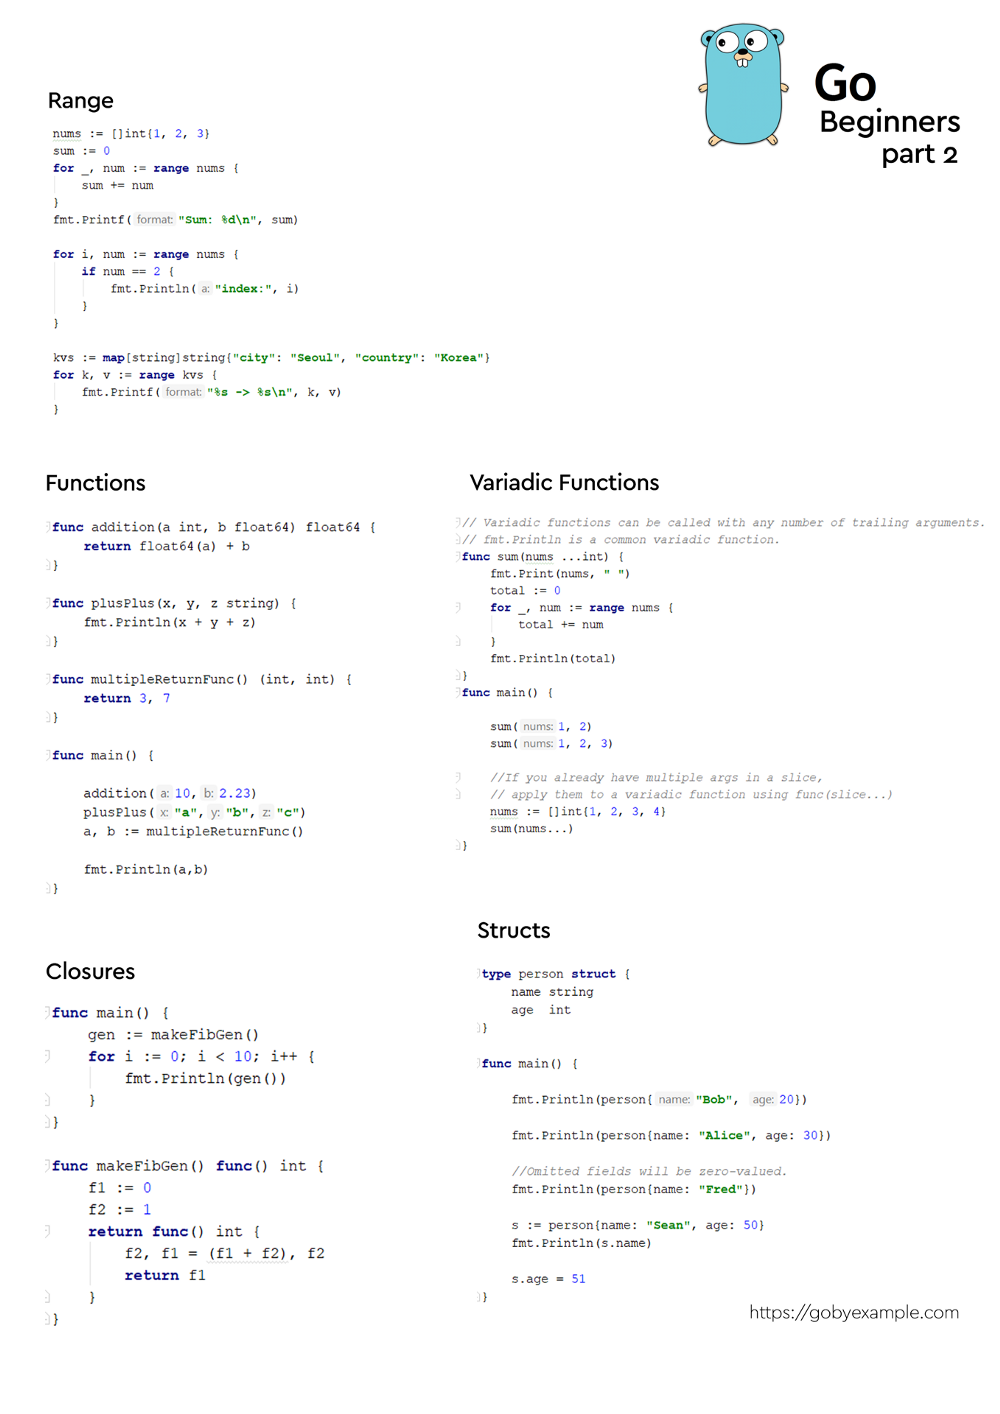 Go
Beginners
part 2
Range
nums := []int{1, 2, 3}
sum := 0
for _, num := range nums {
    sum += num
}
fmt.Printf( format: "Sum: %d\n", sum)

for i, num := range nums {
    if num == 2 {
        fmt.Println( a: "index:", i)
    }
}

kvs := map[string]string{"city": "Seoul", "country": "Korea"}
for k, v := range kvs {
    fmt.Printf( format: "%s -> %s\n", k, v)
}

Functions
func addition(a int, b float64) float64 {
    return float64(a) + b
}

func plusPlus(x, y, z string) {
    fmt.Println(x + y + z)
}

func multipleReturnFunc() (int, int) {
    return 3, 7
}

func main() {

    addition( a: 10, b: 2.23)
    plusPlus( x: "a", y: "b", z: "c")
    a, b := multipleReturnFunc()

    fmt.Println(a,b)
}

Variadic Functions
// Variadic functions can be called with any number of trailing arguments.
// fmt.Println is a common variadic function.
func sum(nums ...int) {
    fmt.Print(nums, " ")
    total := 0
    for _, num := range nums {
        total += num
    }
    fmt.Println(total)
}
func main() {

    sum( nums: 1, 2)
    sum( nums: 1, 2, 3)

    //If you already have multiple args in a slice,
    // apply them to a variadic function using func(slice...)
    nums := []int{1, 2, 3, 4}
    sum(nums...)
}

Closures
func main() {
    gen := makeFibGen()
    for i := 0; i < 10; i++ {
        fmt.Println(gen())
    }
}

func makeFibGen() func() int {
    f1 := 0
    f2 := 1
    return func() int {
        f2, f1 = (f1 + f2), f2
        return f1
    }
}

Structs
type person struct {
    name string
    age  int
}

func main() {

    fmt.Println(person{ name: "Bob", age: 20})

    fmt.Println(person{name: "Alice", age: 30})

    //Omitted fields will be zero-valued.
    fmt.Println(person{name: "Fred"})

    s := person{name: "Sean", age: 50}
    fmt.Println(s.name)

    s.age = 51
}
https://gobyexample.com